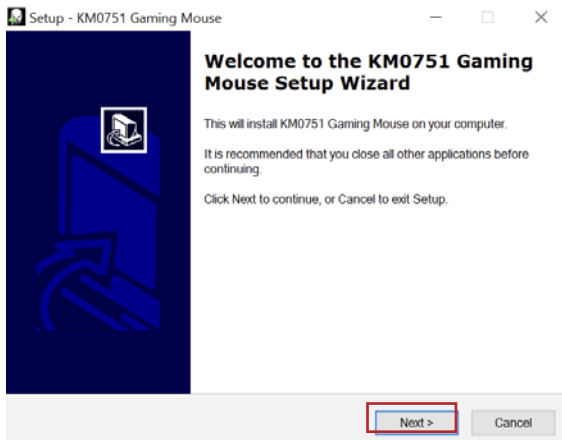 Setup - KM0751 Gaming Mouse
Welcome to the KM0751 Gaming
Mouse Setup Wizard
This will install KM0751 Gaming Mouse on your computer.
It is recommended that you close all other applications before
continuing.
Click Next to continue, or Cancel to exit Setup.
Next >
Cancel